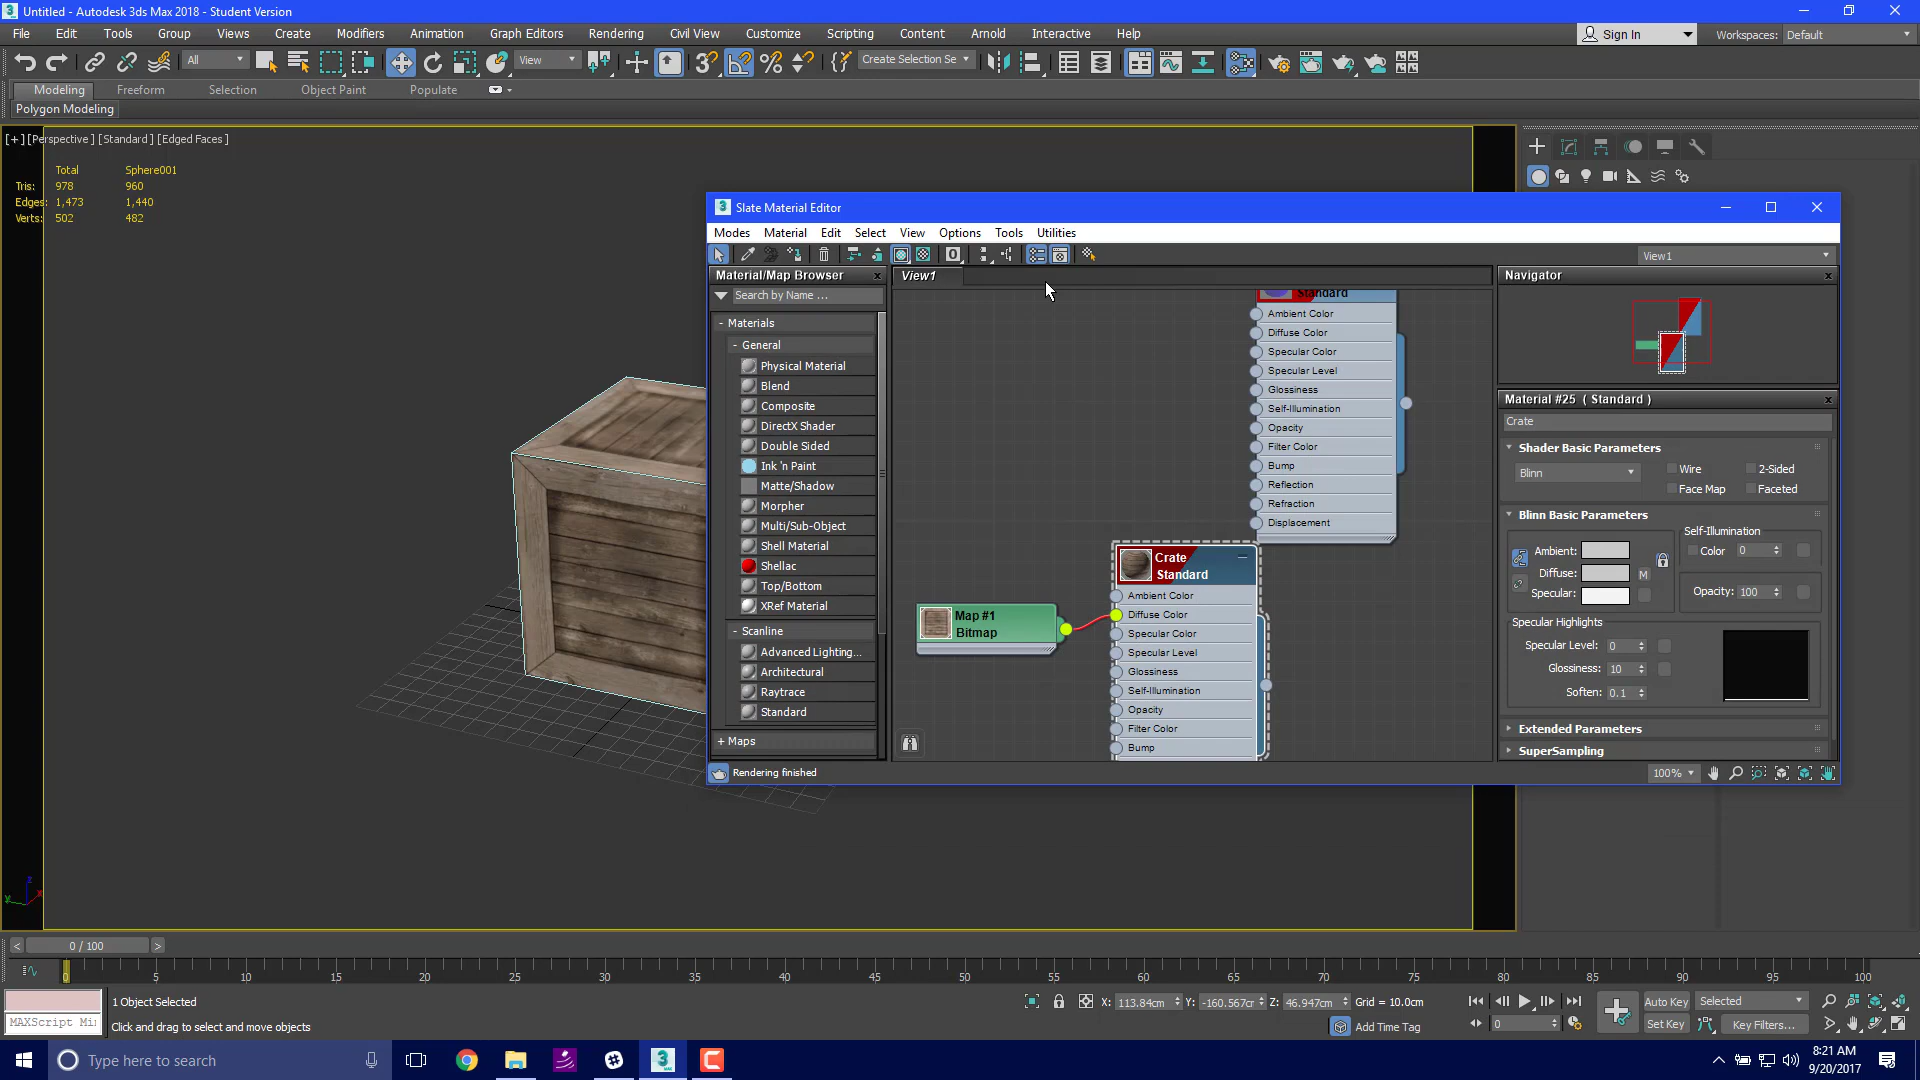 Untitled - Autodesk 3ds Max 2018 - Student Version
File Edit Tools Group Views Create Modifiers Animation Graph Editors Rendering Civil View Customize Scripting Content Arnold Interactive Help
Sign In
Workspaces: Default
All
View
Create Selection Se
Modeling Freeform Selection Object Paint Populate
Polygon Modeling
[+] [Perspective ] [Standard ] [Edged Faces ]
Total Sphere001
Tris: 978 960
Edges: 1,473 1,440
Verts: 502 482
Slate Material Editor
Modes Material Edit Select View Options Tools Utilities
View1
Material/Map Browser
View1
Navigator
Search by Name ...
- Materials
- General
Physical Material
Blend
Composite
DirectX Shader
Double Sided
Ink 'n Paint
Matte/Shadow
Morpher
Multi/Sub-Object
Shell Material
Shellac
Top/Bottom
XRef Material
- Scanline
Advanced Lighting...
Architectural
Raytrace
Standard
+ Maps
Standard
Ambient Color
Diffuse Color
Specular Color
Specular Level
Glossiness
Self-Illumination
Opacity
Filter Color
Bump
Reflection
Refraction
Displacement
Map #1
Bitmap
Crate
Standard
Ambient Color
Diffuse Color
Specular Color
Specular Level
Glossiness
Self-Illumination
Opacity
Filter Color
Bump
Material #25 ( Standard )
Crate
Shader Basic Parameters
Blinn
Wire 2-Sided
Face Map Faceted
Blinn Basic Parameters
Self-Illumination
Ambient: Color 0
Diffuse: M
Specular: Opacity: 100
Specular Highlights
Specular Level: 0
Glossiness: 10
Soften: 0.1
Extended Parameters
SuperSampling
Rendering finished
100%
< 0 / 100 >
0 5 10 15 20 25 30 35 40 45 50 55 60 65 70 75 80 85 90 95 100
1 Object Selected
X: 113.84cm Y: -160.567cm Z: 46.947cm Grid = 10.0cm
Auto Key Selected
MAXScript Mi
Click and drag to select and move objects
Add Time Tag
0
Set Key Key Filters...
Type here to search
8:21 AM
9/20/2017